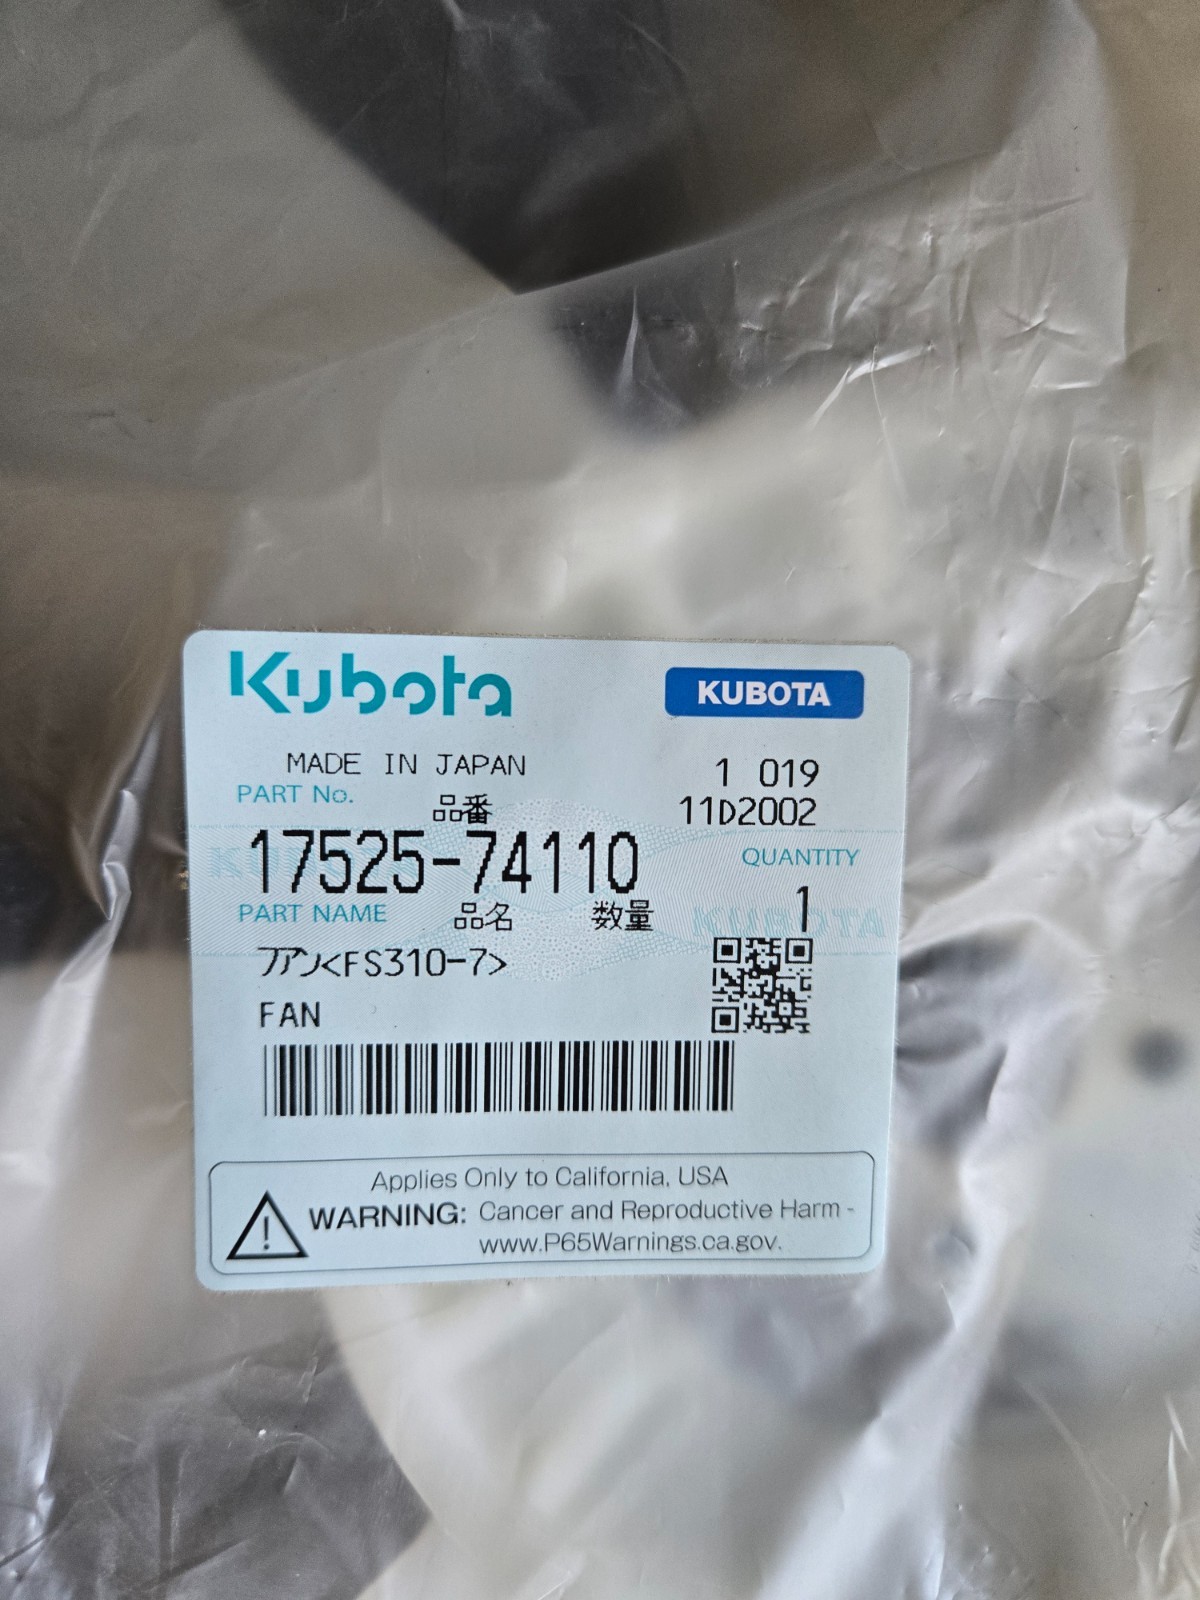 Kubota KUBOTA
MADE IN JAPAN 1 019
PART No. 品番 11D2002
17525-74110 QUANTITY
PART NAME 品名 数量 1
ファン<FS310-7>
FAN
Applies Only to California, USA
WARNING: Cancer and Reproductive Harm -
www.P65Warnings.ca.gov.